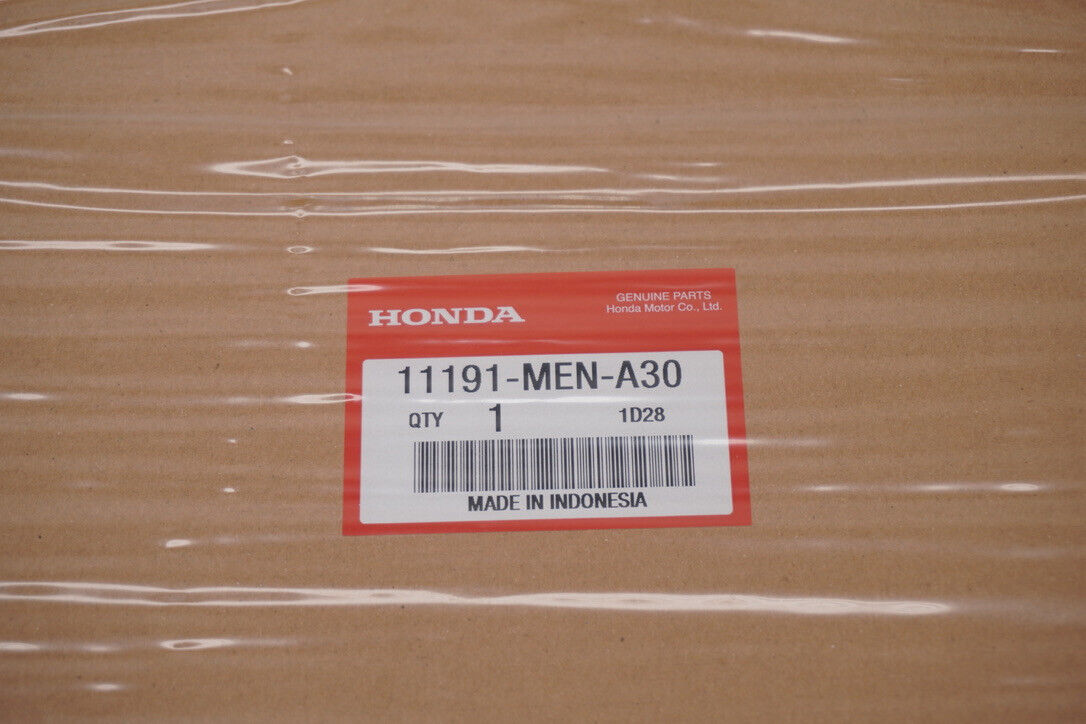 HONDA
GENUINE PARTS
Honda Motor Co., Ltd.
11191-MEN-A30
QTY 1 1D28
MADE IN INDONESIA